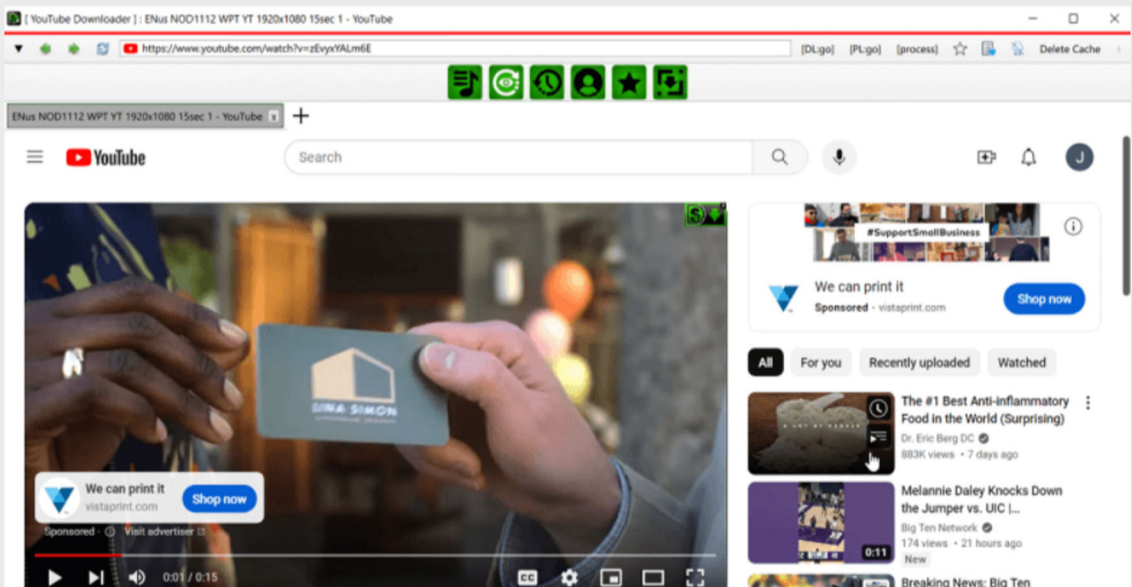 [ YouTube Downloader ] : ENus NOD1112 WPT YT 1920x1080 15sec 1 - YouTube
https://www.youtube.com/watch?v=zEvyxYALm6E
[DL:go] [PL:go] [process] Delete Cache
ENus NOD1112 WPT YT 1920x1080 15sec 1 - YouTube x
YouTube
Search
J
#SupportSmallBusiness
We can print it
Sponsored · vistaprint.com
Shop now
All For you Recently uploaded Watched
SIMON
The #1 Best Anti-inflammatory
Food in the World (Surprising)
Dr. Eric Berg DC
883K views • 7 days ago
We can print it
vistaprint.com
Shop now
Sponsored · Visit advertiser
0:01 / 0:15
CC
Melannie Daley Knocks Down
the Jumper vs. UIC |...
Big Ten Network
174 views • 21 hours ago
New
0:11
Breaking News: Big Ten